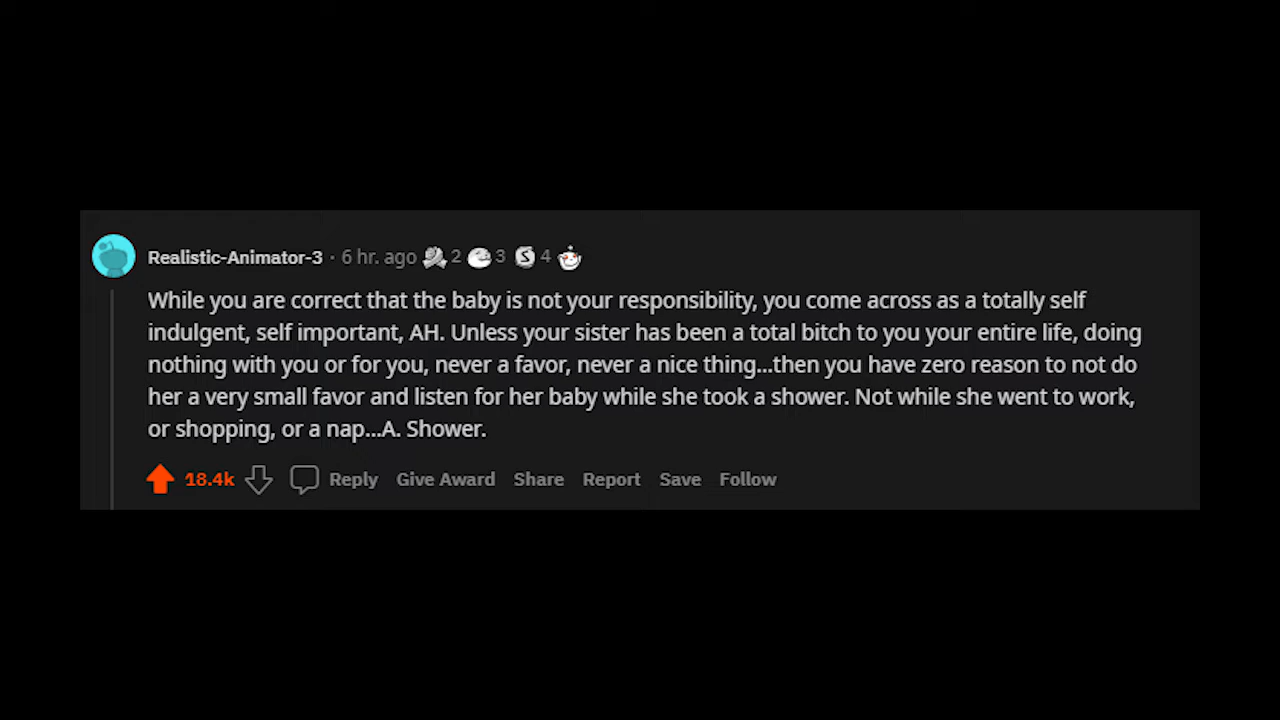 Realistic-Animator-3 · 6 hr. ago 2 3 S 4
While you are correct that the baby is not your responsibility, you come across as a totally self
indulgent, self important, AH. Unless your sister has been a total bitch to you your entire life, doing
nothing with you or for you, never a favor, never a nice thing...then you have zero reason to not do
her a very small favor and listen for her baby while she took a shower. Not while she went to work,
or shopping, or a nap...A. Shower.
18.4k Reply Give Award Share Report Save Follow